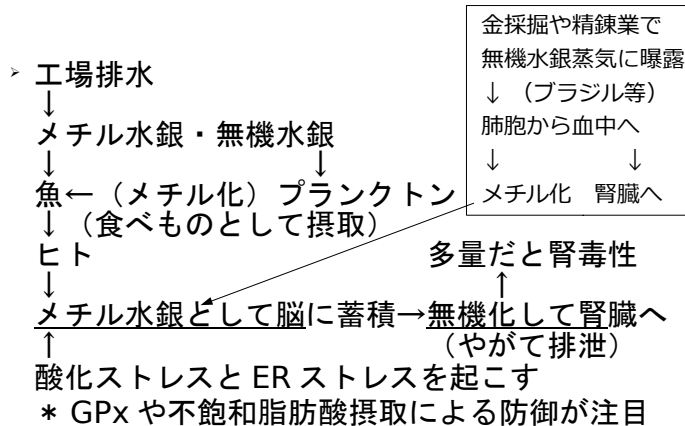 金採掘や精錬業で
無機水銀蒸気に曝露
↓ （ブラジル等）
肺胞から血中へ
↓ ↓
メチル化 腎臓へ
➢ 工場排水
↓
メチル水銀・無機水銀
↓ ↓
魚←（メチル化）プランクトン
↓（食べものとして摂取）
ヒト 多量だと腎毒性
↓ ↑
メチル水銀として脳に蓄積→無機化して腎臓へ
↑ （やがて排泄）
酸化ストレスと ER ストレスを起こす
＊ GPx や不飽和脂肪酸摂取による防御が注目